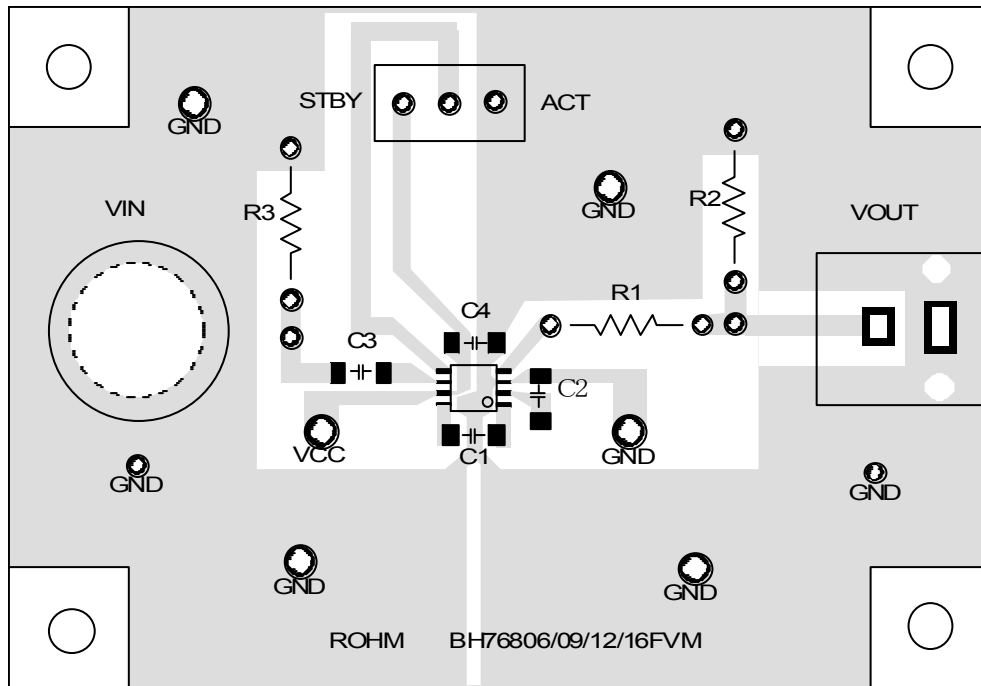 STBY
ACT
GND
R3
VIN
GND
R2
VOUT
R1
C4
C3
C2
VCC
C1
GND
GND
GND
GND
GND
ROHM BH76806/09/12/16FVM